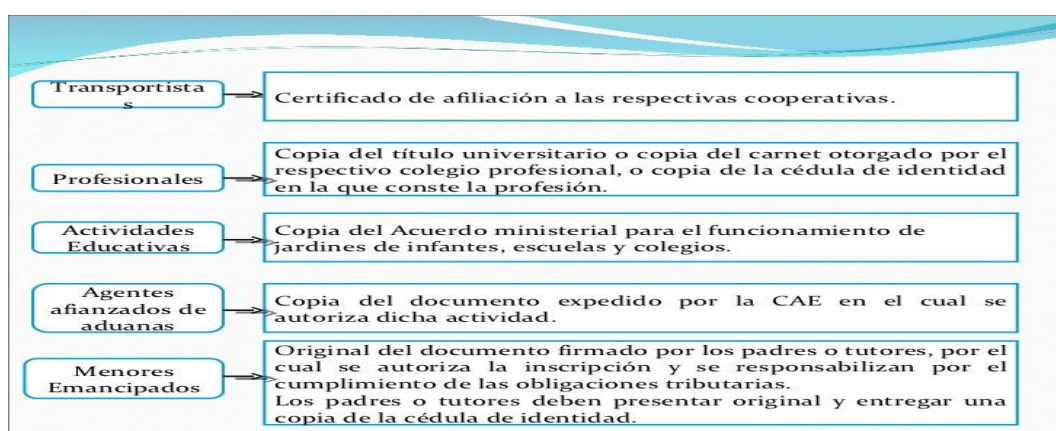 Transportista
s
Certificado de afiliación a las respectivas cooperativas.
Profesionales
Copia del título universitario o copia del carnet otorgado por el
respectivo colegio profesional, o copia de la cédula de identidad
en la que conste la profesión.
Actividades
Educativas
Copia del Acuerdo ministerial para el funcionamiento de
jardines de infantes, escuelas y colegios.
Agentes
afianzados de
aduanas
Copia del documento expedido por la CAE en el cual se
autoriza dicha actividad.
Menores
Emancipados
Original del documento firmado por los padres o tutores, por el
cual se autoriza la inscripción y se responsabilizan por el
cumplimiento de las obligaciones tributarias.
Los padres o tutores deben presentar original y entregar una
copia de la cédula de identidad.